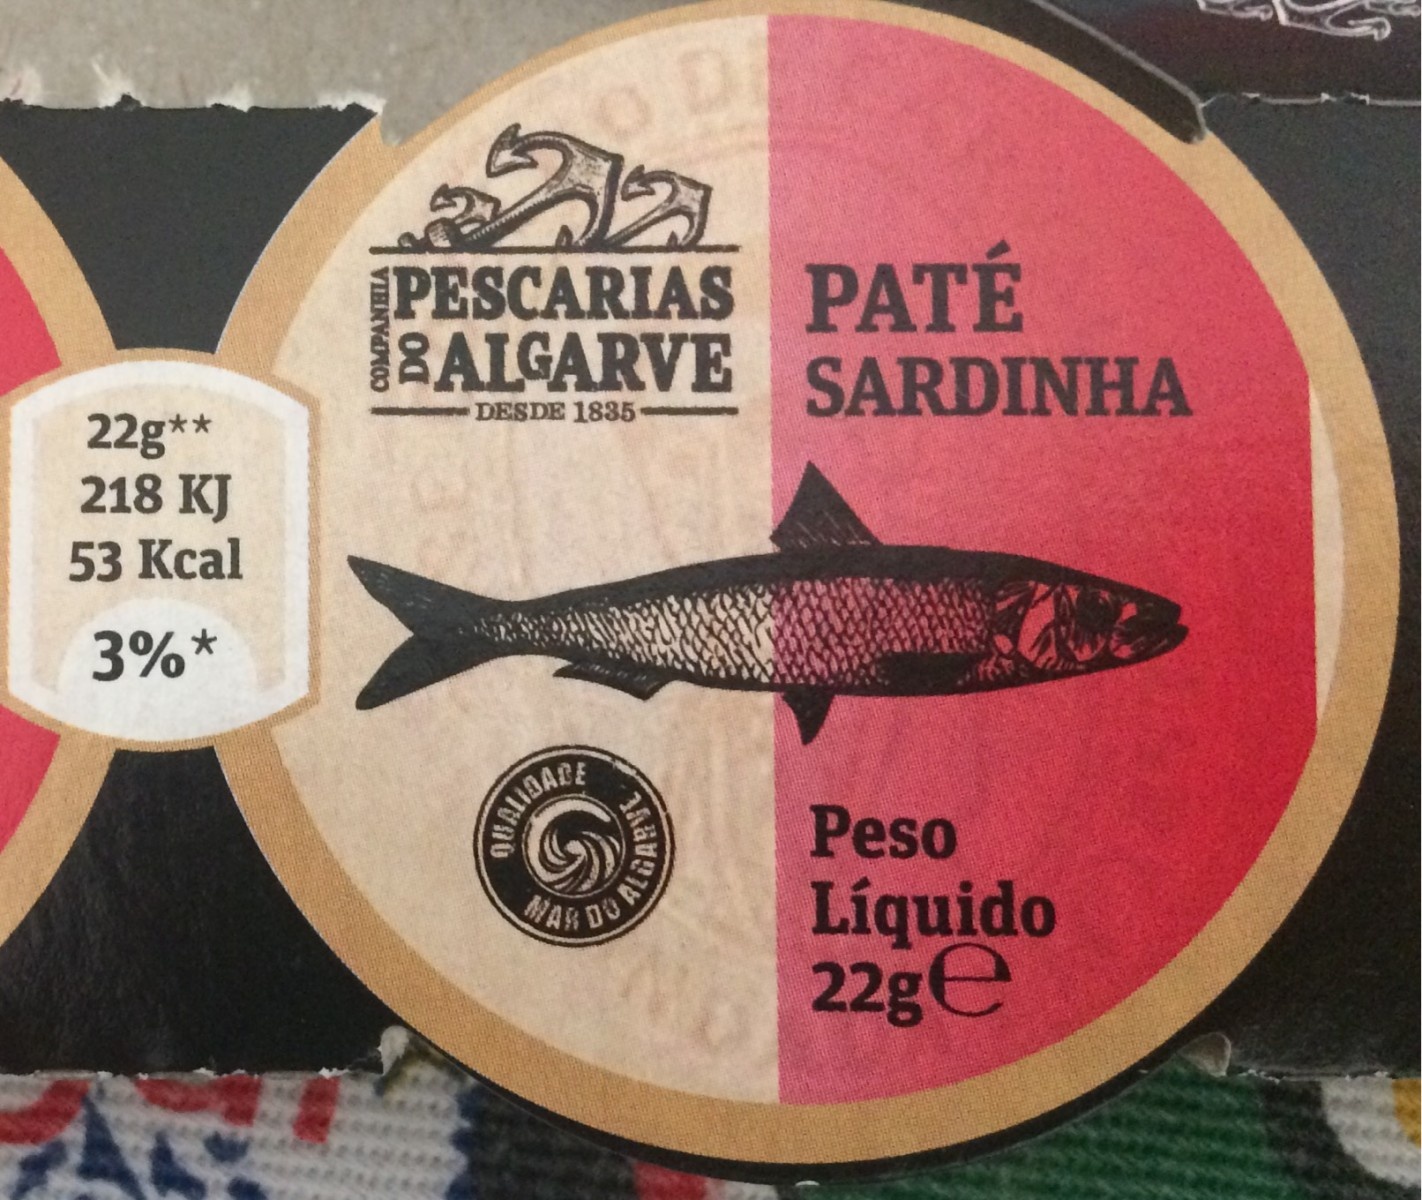 COMPANHIA
PESCARIAS
DO ALGARVE
DESDE 1835
PATÉ
SARDINHA
22g**
218 KJ
53 Kcal
3%*
QUALIDADE
MAR DO ALGARVE
Peso
Líquido
22g℮